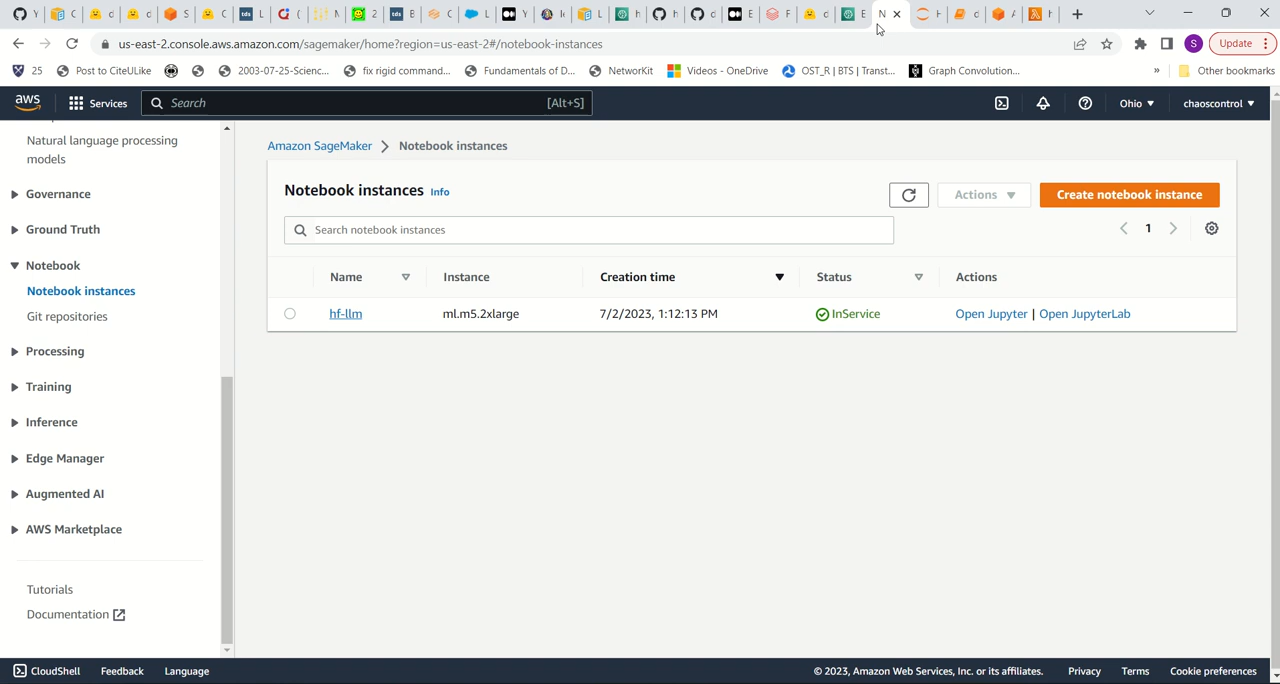 us-east-2.console.aws.amazon.com/sagemaker/home?region=us-east-2#/notebook-instances
Update
25
Post to CiteULike
2003-07-25-Scienc...
fix rigid command...
Fundamentals of D...
NetworKit
Videos - OneDrive
OST_R | BTS | Transt...
Graph Convolution...
»
Other bookmarks
aws
Services
Search
[Alt+S]
Ohio
chaoscontrol
Natural language processing
models
Governance
Ground Truth
Notebook
Notebook instances
Git repositories
Processing
Training
Inference
Edge Manager
Augmented AI
AWS Marketplace
Tutorials
Documentation
Amazon SageMaker > Notebook instances
Notebook instances Info
Actions
Create notebook instance
Search notebook instances
1
Name Instance Creation time Status Actions
hf-llm ml.m5.2xlarge 7/2/2023, 1:12:13 PM InService Open Jupyter | Open JupyterLab
CloudShell Feedback Language © 2023, Amazon Web Services, Inc. or its affiliates. Privacy Terms Cookie preferences